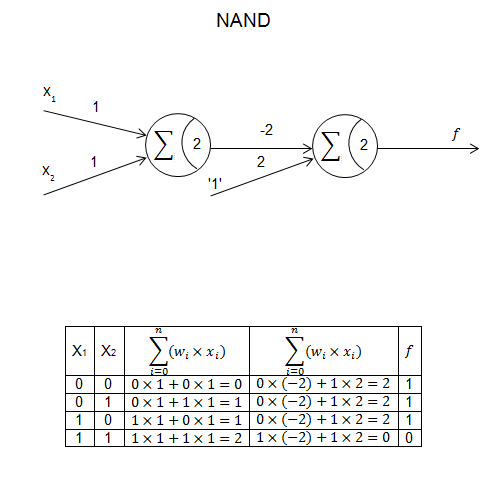 NAND
X1
1
-2
f
Σ 2
Σ 2
X2
1
2
'1'
X1 X2 n∑i=0(wᵢ × xᵢ) n∑i=0(wᵢ × xᵢ) f
0 0 0 × 1 + 0 × 1 = 0 0 × (−2) + 1 × 2 = 2 1
0 1 0 × 1 + 1 × 1 = 1 0 × (−2) + 1 × 2 = 2 1
1 0 1 × 1 + 0 × 1 = 1 0 × (−2) + 1 × 2 = 2 1
1 1 1 × 1 + 1 × 1 = 2 1 × (−2) + 1 × 2 = 0 0